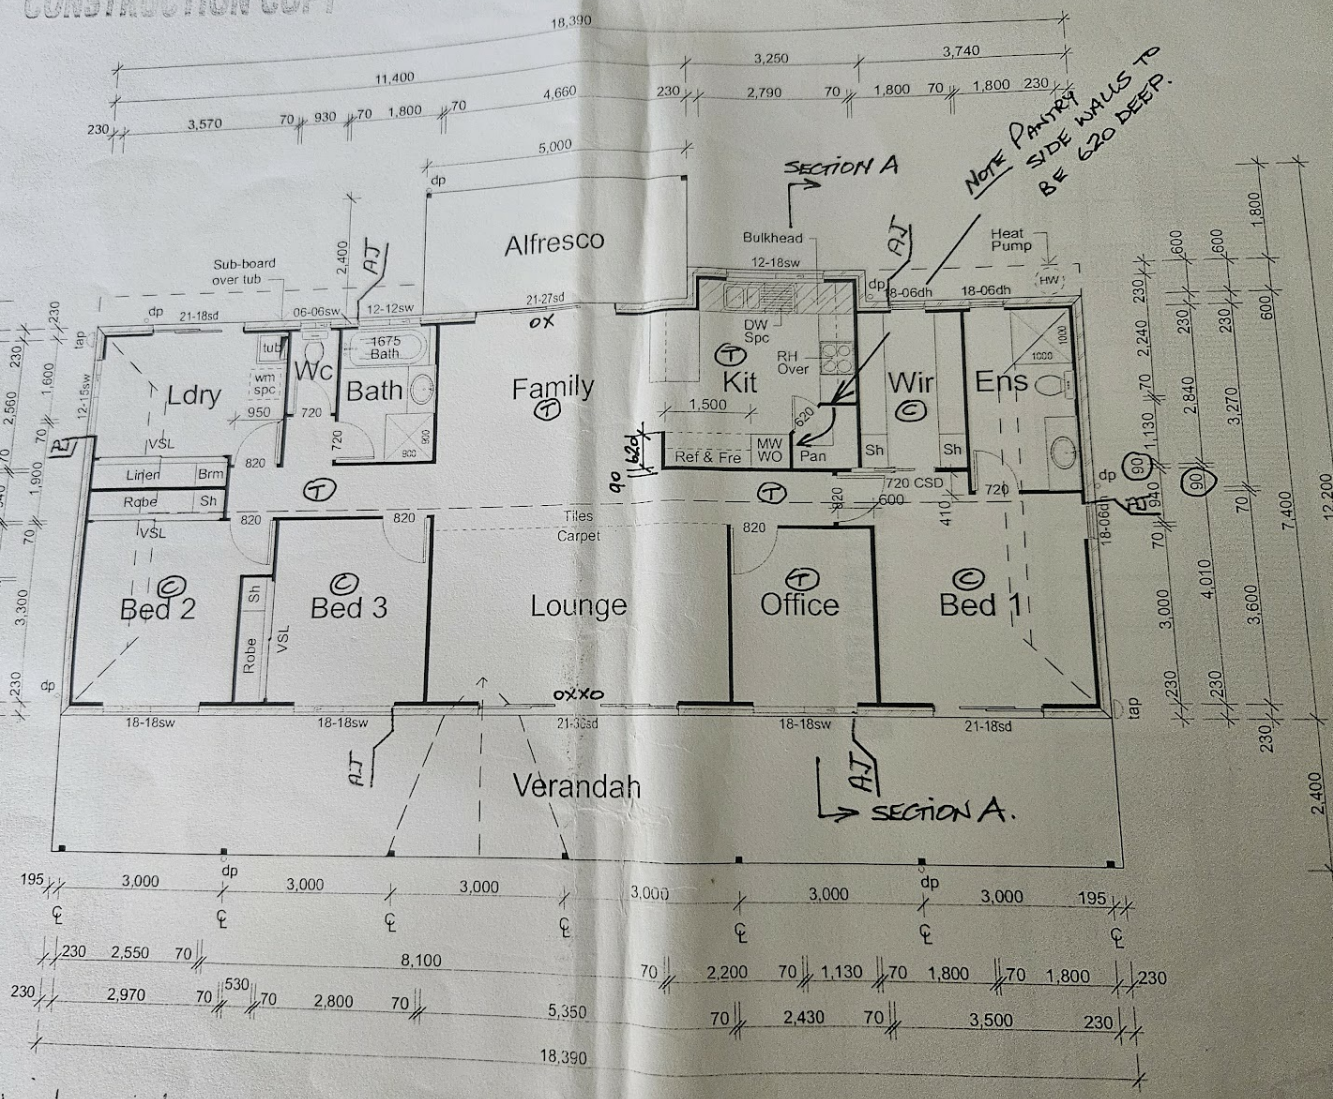 CONSTRUCTION COPY
18,390
11,400
3,250
3,740
230
3,570
70
930
70
1,800
70
4,660
230
2,790
70
1,800
70
1,800
230
5,000
NOTE PANTRY
SIDE WALLS TO
BE 620 DEEP.
SECTION A
dp
Alfresco
2,400
AJ
Sub-board
over tub
Bulkhead
12-18sw
AJ
Heat
Pump
HW
dp
18-06dh
18-06dh
dp
21-18sd
06-06sw
12-12sw
21-27sd
OX
tap
12-15sw
AJ
Ldry
tub
wm
spc
950
Wc
720
1675
Bath
Bath
720
900
900
Family
T
DW
Spc
RH
Over
T
Kit
1,500
620
620
90
Ref & Fre
MW
WO
Pan
Wir
C
Sh
Sh
Ens
1000
1000
720
VSL
820
Linen
Brm
Robe
Sh
T
T
820
720 CSD
600
410
dp
18-06dh
VSL
820
820
Tiles
Carpet
820
C
Bed 2
Sh
Robe
VSL
C
Bed 3
Lounge
T
Office
C
Bed 1
dp
OXXO
tap
18-18sw
18-18sw
18-18sw
21-18sd
AJ
AJ
Verandah
SECTION A.
230
230
2,560
1,600
70
1,900
70
3,300
230
230
2,240
70
1,130
90
940
70
3,000
230
600
230
2,840
90
4,010
230
600
230
3,270
70
3,600
230
1,800
600
7,400
12,200
2,400
dp
dp
195
3,000
3,000
3,000
3,000
3,000
3,000
195
℄
℄
℄
℄
℄
℄
℄
230
2,550
70
8,100
70
2,200
70
1,130
70
1,800
70
1,800
230
230
2,970
70
530
70
2,800
70
5,350
70
2,430
70
3,500
230
18,390